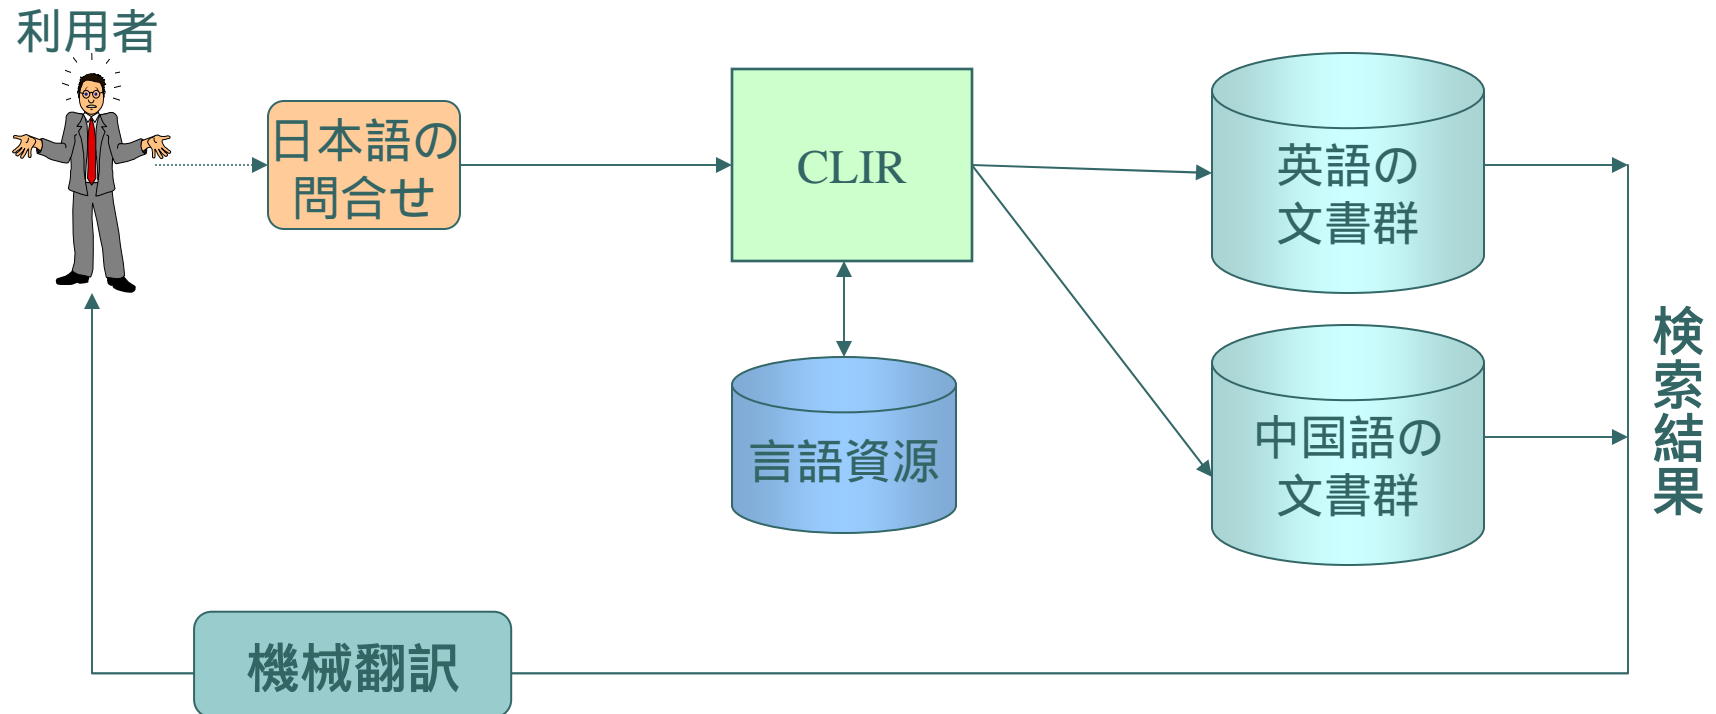 利用者
日本語の
問合せ
CLIR
英語の
文書群
言語資源
中国語の
文書群
検索結果
機械翻訳